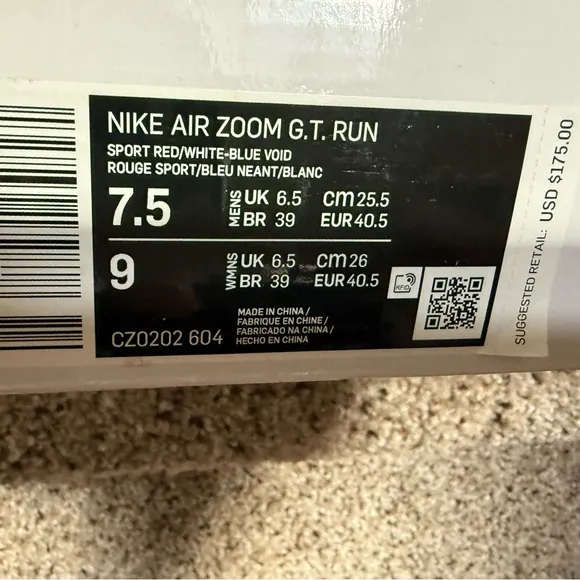 NIKE AIR ZOOM G.T. RUN
SPORT RED/WHITE-BLUE VOID
ROUGE SPORT/BLEU NEANT/BLANC
7.5 MENS UK 6.5 CM 25.5
BR 39 EUR 40.5
9 WMNS UK 6.5 CM 26
BR 39 EUR 40.5
RFID
CZ0202 604
MADE IN CHINA /
FABRIQUE EN CHINE /
FABRICADO NA CHINA /
HECHO EN CHINA
SUGGESTED RETAIL: USD $175.00